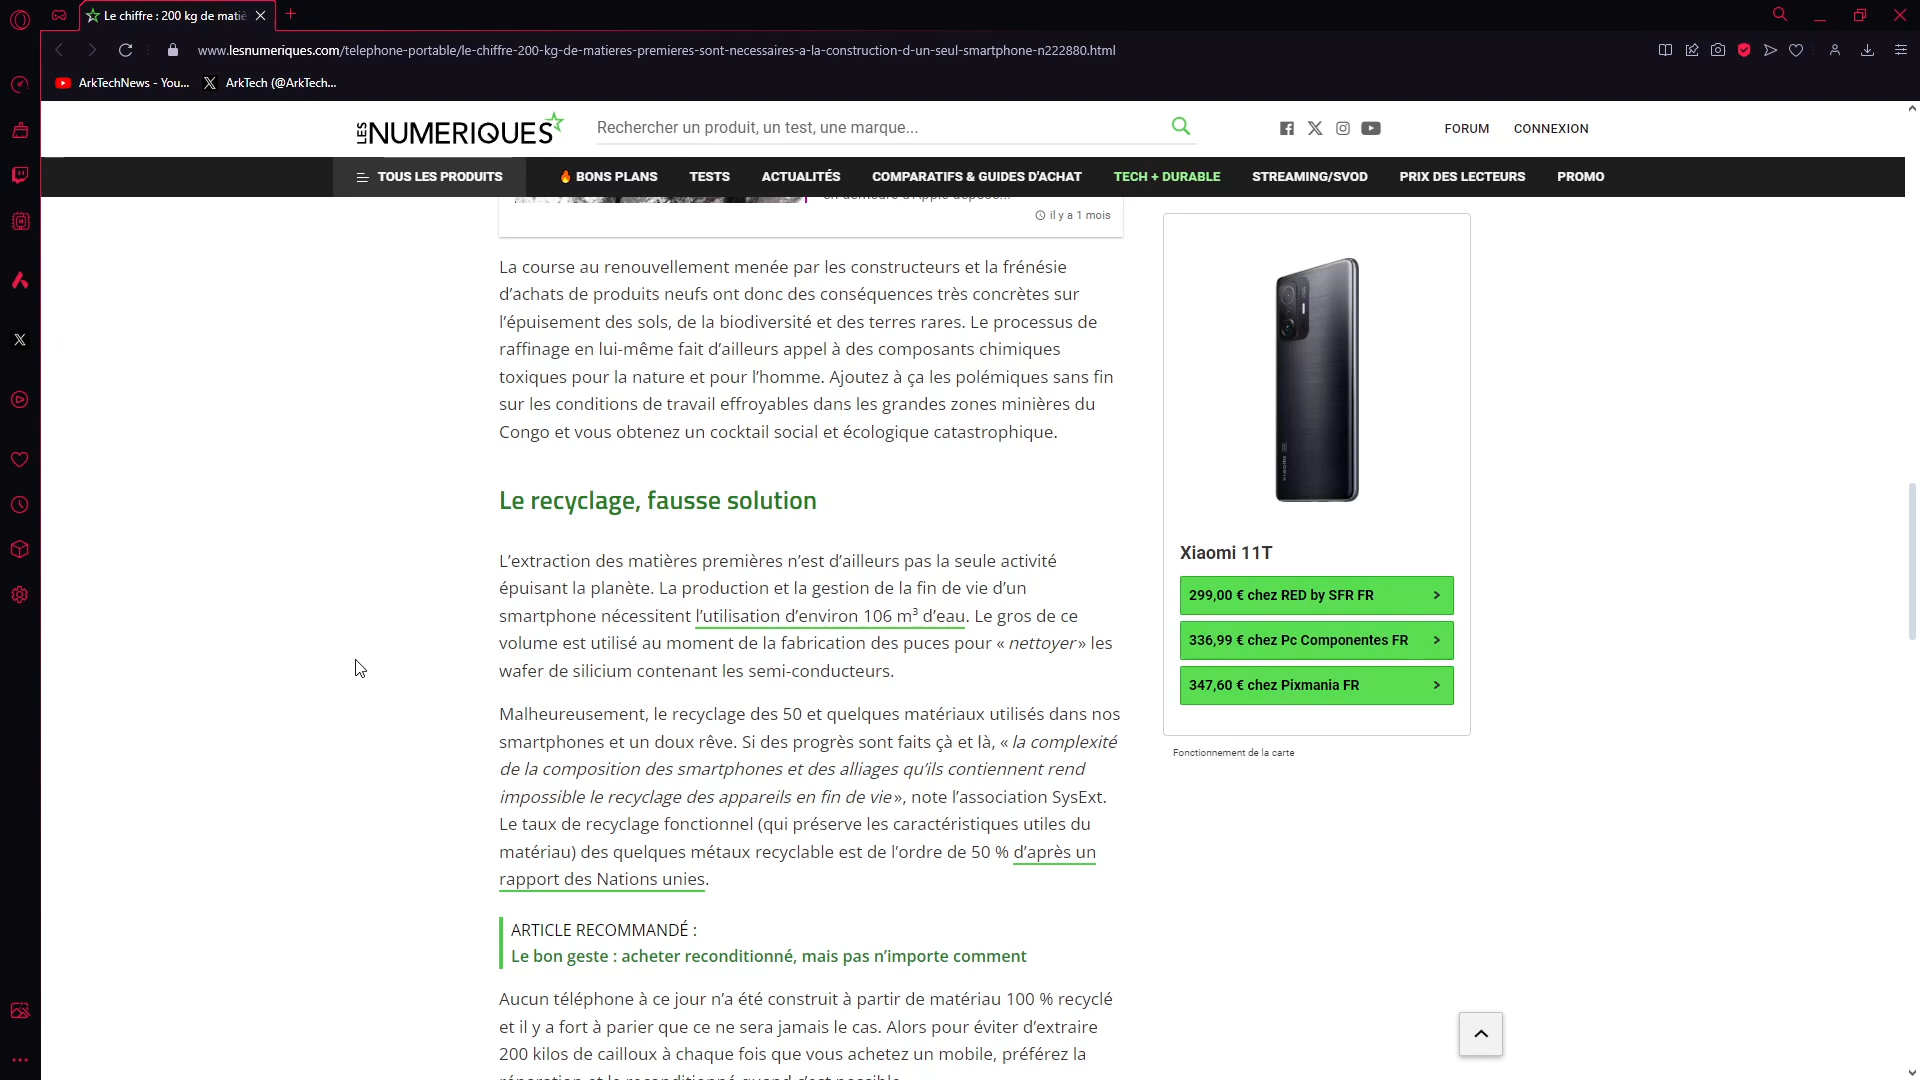 Le chiffre : 200 kg de matiè
www.lesnumeriques.com/telephone-portable/le-chiffre-200-kg-de-matieres-premieres-sont-necessaires-a-la-construction-d-un-seul-smartphone-n222880.html
ArkTechNews - You...
ArkTech (@ArkTech...
LES NUMERIQUES
Rechercher un produit, un test, une marque...
FORUM
CONNEXION
TOUS LES PRODUITS
BONS PLANS
TESTS
ACTUALITÉS
COMPARATIFS & GUIDES D'ACHAT
TECH + DURABLE
STREAMING/SVOD
PRIX DES LECTEURS
PROMO
il y a 1 mois
La course au renouvellement menée par les constructeurs et la frénésie
d’achats de produits neufs ont donc des conséquences très concrètes sur
l’épuisement des sols, de la biodiversité et des terres rares. Le processus de
raffinage en lui-même fait d’ailleurs appel à des composants chimiques
toxiques pour la nature et pour l’homme. Ajoutez à ça les polémiques sans fin
sur les conditions de travail effroyables dans les grandes zones minières du
Congo et vous obtenez un cocktail social et écologique catastrophique.
Le recyclage, fausse solution
L’extraction des matières premières n’est d’ailleurs pas la seule activité
épuisant la planète. La production et la gestion de la fin de vie d’un
smartphone nécessitent l’utilisation d’environ 106 m³ d’eau. Le gros de ce
volume est utilisé au moment de la fabrication des puces pour « nettoyer » les
wafer de silicium contenant les semi-conducteurs.
Malheureusement, le recyclage des 50 et quelques matériaux utilisés dans nos
smartphones et un doux rêve. Si des progrès sont faits çà et là, « la complexité
de la composition des smartphones et des alliages qu’ils contiennent rend
impossible le recyclage des appareils en fin de vie », note l’association SysExt.
Le taux de recyclage fonctionnel (qui préserve les caractéristiques utiles du
matériau) des quelques métaux recyclable est de l’ordre de 50 % d’après un
rapport des Nations unies.
ARTICLE RECOMMANDÉ :
Le bon geste : acheter reconditionné, mais pas n’importe comment
Aucun téléphone à ce jour n’a été construit à partir de matériau 100 % recyclé
et il y a fort à parier que ce ne sera jamais le cas. Alors pour éviter d’extraire
200 kilos de cailloux à chaque fois que vous achetez un mobile, préférez la
Xiaomi 11T
299,00 € chez RED by SFR FR
336,99 € chez Pc Componentes FR
347,60 € chez Pixmania FR
Fonctionnement de la carte